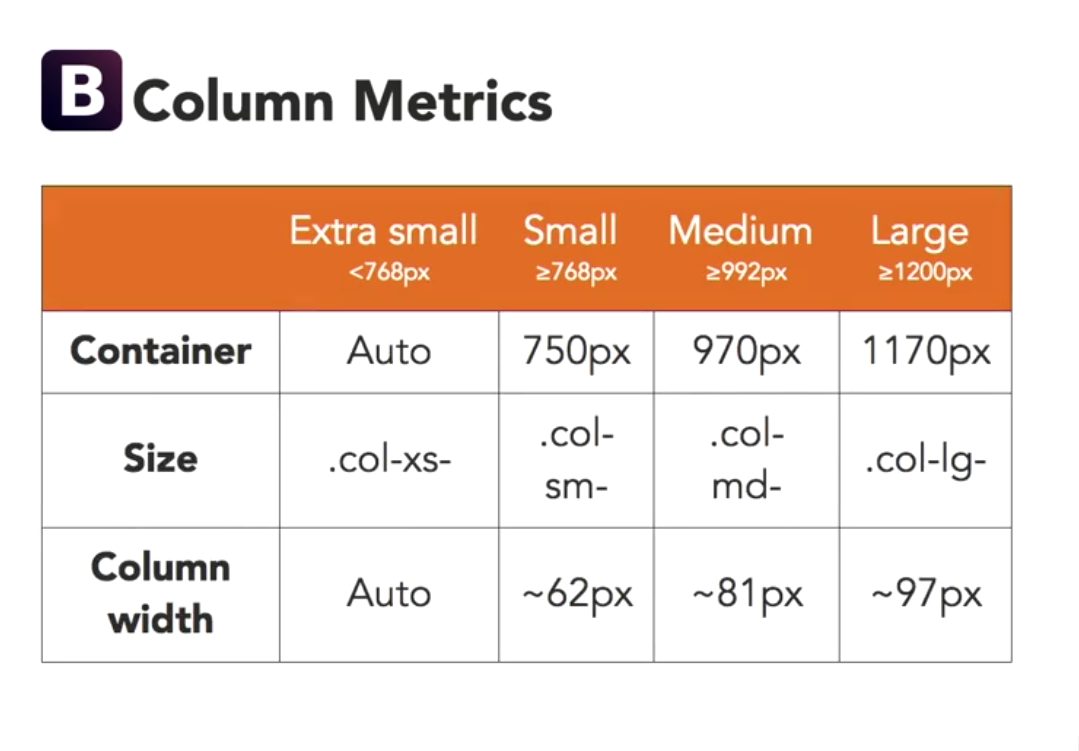 B Column Metrics
Extra small Small Medium Large
<768px ≥768px ≥992px ≥1200px
Container Auto 750px 970px 1170px
Size .col-xs- .col-
sm- .col-
md- .col-lg-
Column
width Auto ~62px ~81px ~97px